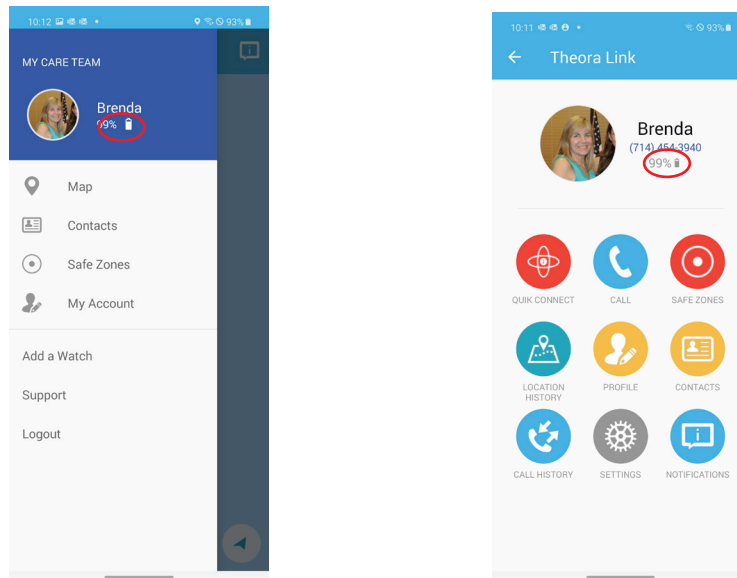 10:12
93%
MY CARE TEAM
Brenda
99%
Map
Contacts
Safe Zones
My Account
Add a Watch
Support
Logout
10:11
93%
Theora Link
Brenda
(714) 454-3940
99%
QUIK CONNECT
CALL
SAFE ZONES
LOCATION
HISTORY
PROFILE
CONTACTS
CALL HISTORY
SETTINGS
NOTIFICATIONS